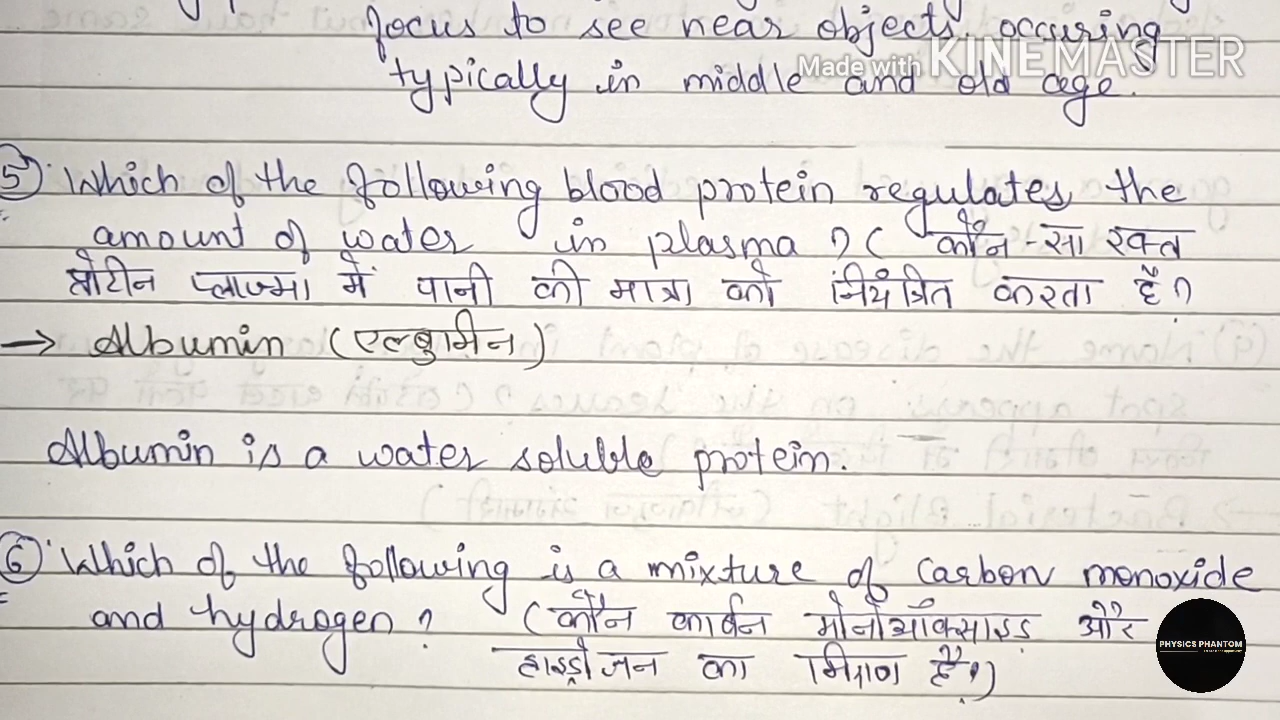 focus to see near objects. occuring
Made with KINEMASTER
typically in middle and old age.
5 Which of the following blood protein regulates the
amount of water in plasma ? ( कौन-सा रक्त
प्रोटीन प्लाज्मा में पानी की मात्रा को नियंत्रित करता है?
→ Albumin (एल्बुमीन)
Albumin is a water soluble protein.
6 Which of the following is a mixture of Carbon monoxide
and hydrogen ? (कौन कार्बन मोनोऑक्साइड और
हाइड्रोजन का मिश्रण है?)
PHYSICS PHANTOM